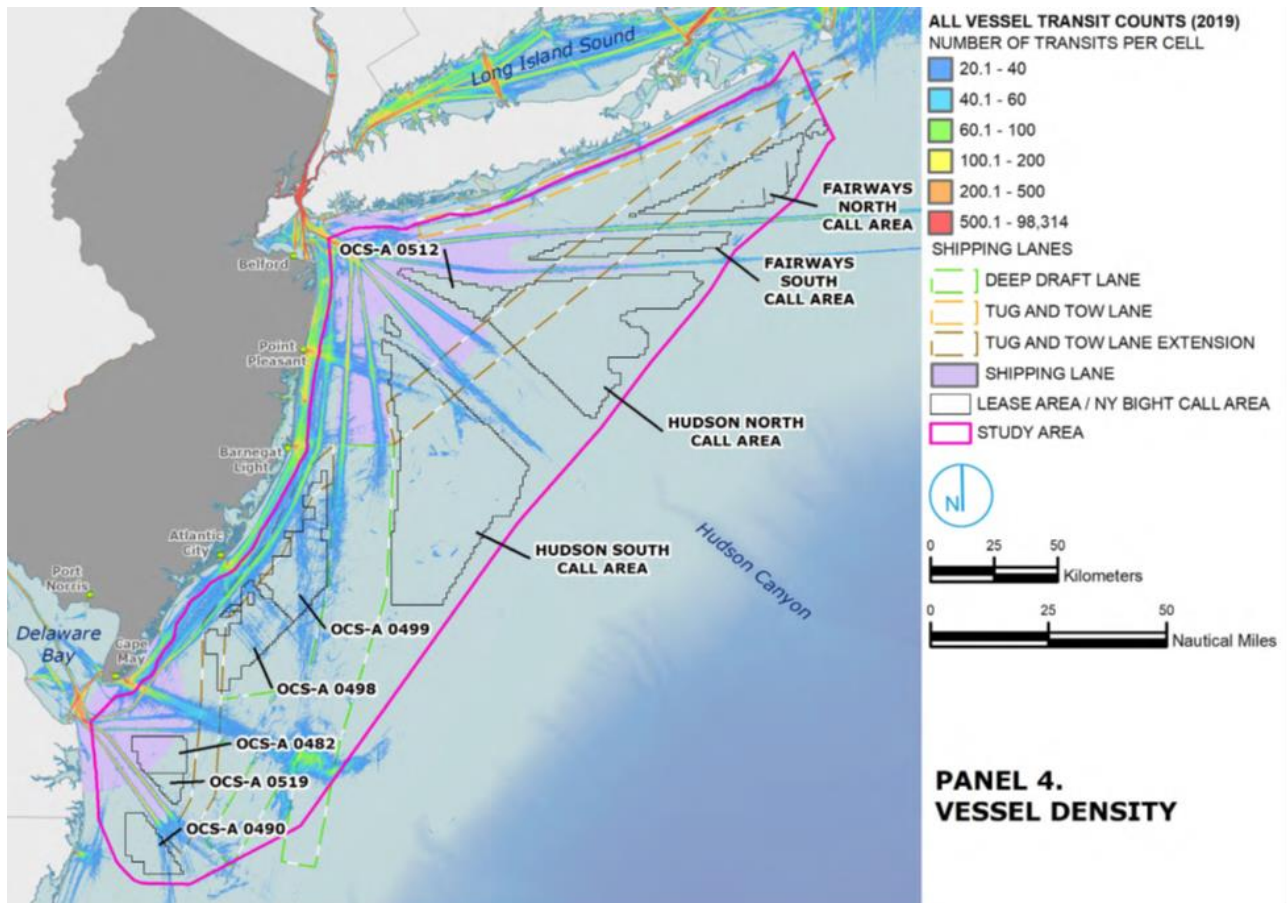 Long Island Sound
FAIRWAYS
NORTH
CALL AREA
OCS-A 0512
Belford
FAIRWAYS
SOUTH
CALL AREA
Point
Pleasant
HUDSON NORTH
CALL AREA
Barnegat
Light
Atlantic
City
HUDSON SOUTH
CALL AREA
Hudson Canyon
Port
Norris
OCS-A 0499
Delaware
Bay
Cape
May
OCS-A 0498
OCS-A 0482
OCS-A 0519
OCS-A 0490
ALL VESSEL TRANSIT COUNTS (2019)
NUMBER OF TRANSITS PER CELL
20.1 - 40
40.1 - 60
60.1 - 100
100.1 - 200
200.1 - 500
500.1 - 98,314
SHIPPING LANES
DEEP DRAFT LANE
TUG AND TOW LANE
TUG AND TOW LANE EXTENSION
SHIPPING LANE
LEASE AREA / NY BIGHT CALL AREA
STUDY AREA
N
0 25 50
Kilometers
0 25 50
Nautical Miles
PANEL 4.
VESSEL DENSITY